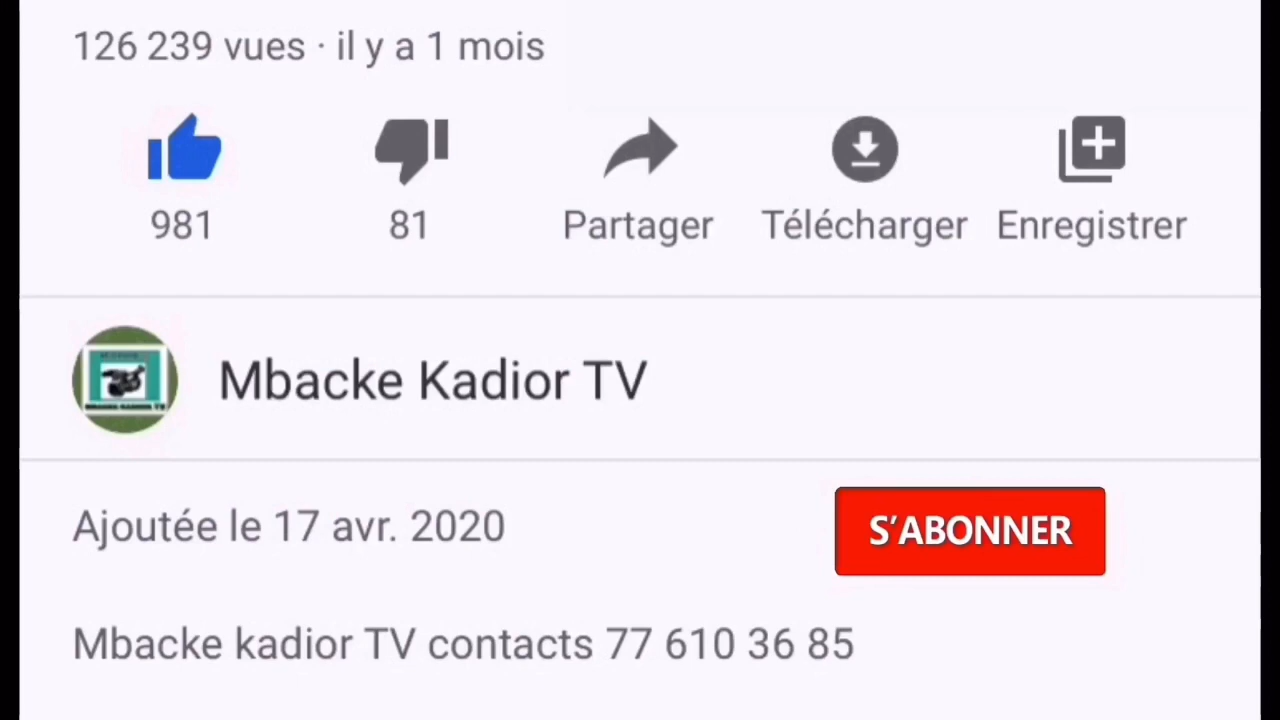 126 239 vues · il y a 1 mois
981 81 Partager Télécharger Enregistrer
Mbacke Kadior TV
Ajoutée le 17 avr. 2020
S'ABONNER
Mbacke kadior TV contacts 77 610 36 85